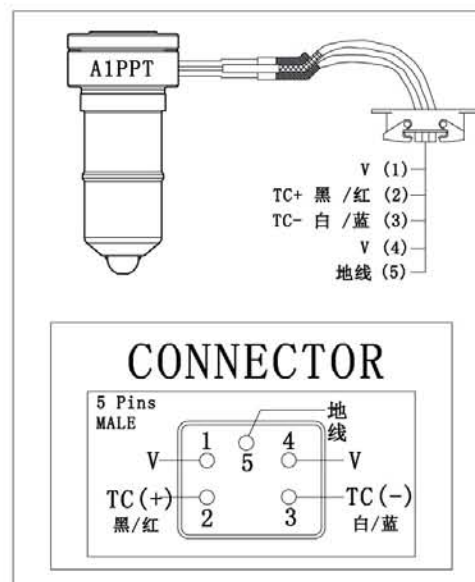 A1PPT
V (1)
TC+ 黑 /红 (2)
TC- 白 /蓝 (3)
V (4)
地线 (5)
CONNECTOR
5 Pins
MALE
地
线
1
5
4
V
V
TC(+)
黑/红
2
3
TC(-)
白/蓝